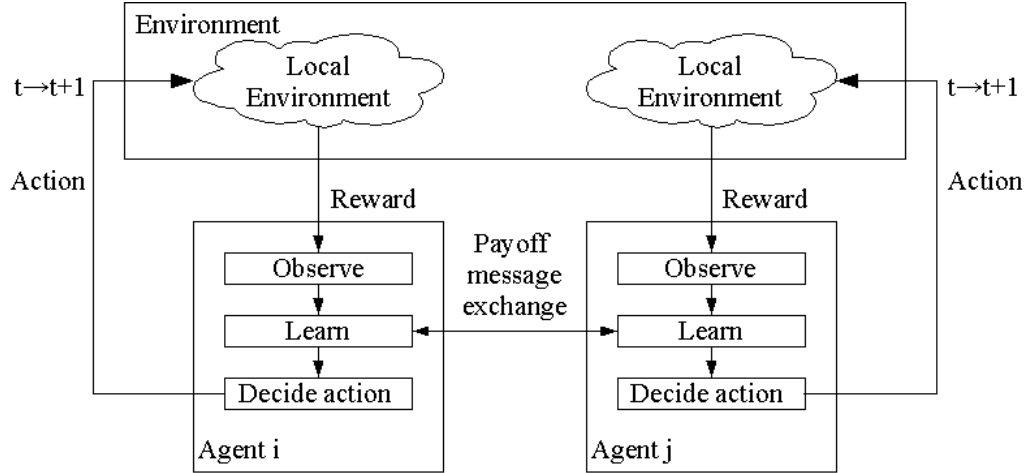 Environment
Local
Environment
Local
Environment
t→t+1
t→t+1
Action
Action
Reward
Reward
Payoff
message
exchange
Observe
Observe
Learn
Learn
Decide action
Decide action
Agent i
Agent j